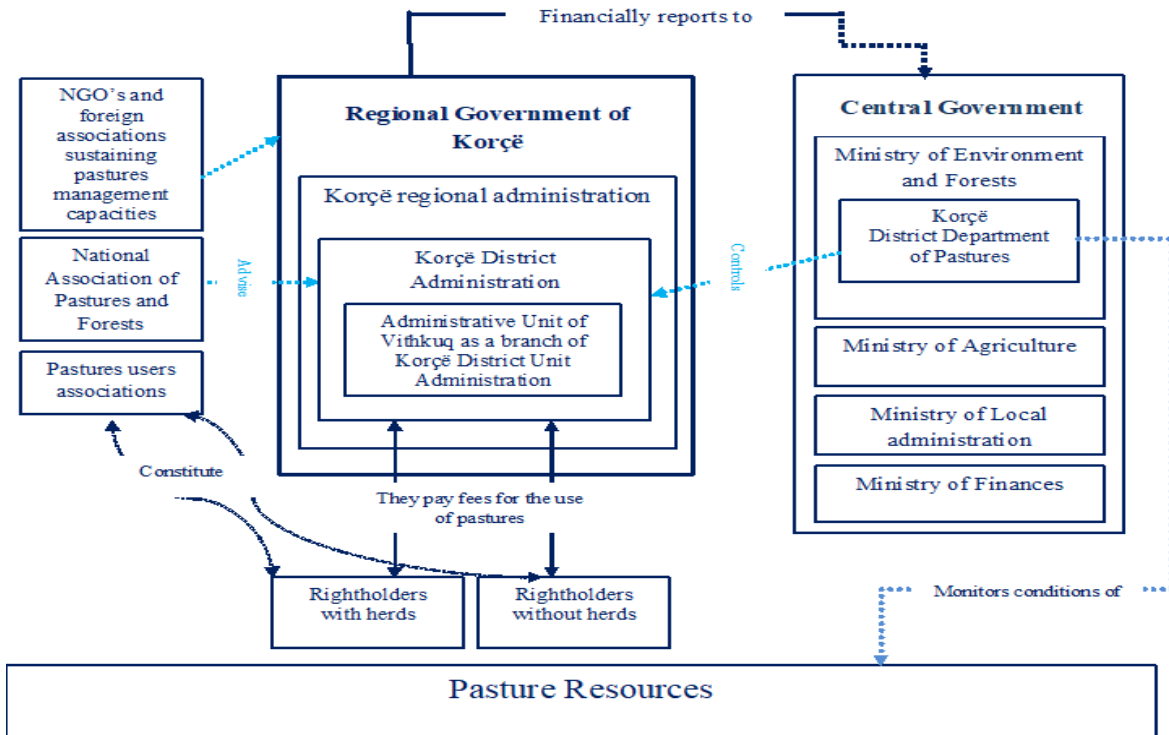 Financially reports to
NGO's and
foreign
associations
sustaining
pastures
management
capacities
National
Association of
Pastures and
Forests
Pastures users
associations
Advise
Regional Government of
Korçë
Korçë regional administration
Korçë District
Administration
Administrative Unit of
Vithkuq as a branch of
Korçë District Unit
Administration
Controls
Central Government
Ministry of Environment
and Forests
Korçë
District Department
of Pastures
Ministry of Agriculture
Ministry of Local
administration
Ministry of Finances
Constitute
They pay fees for the use
of pastures
Rightholders
with herds
Rightholders
without herds
Monitors conditions of
Pasture Resources